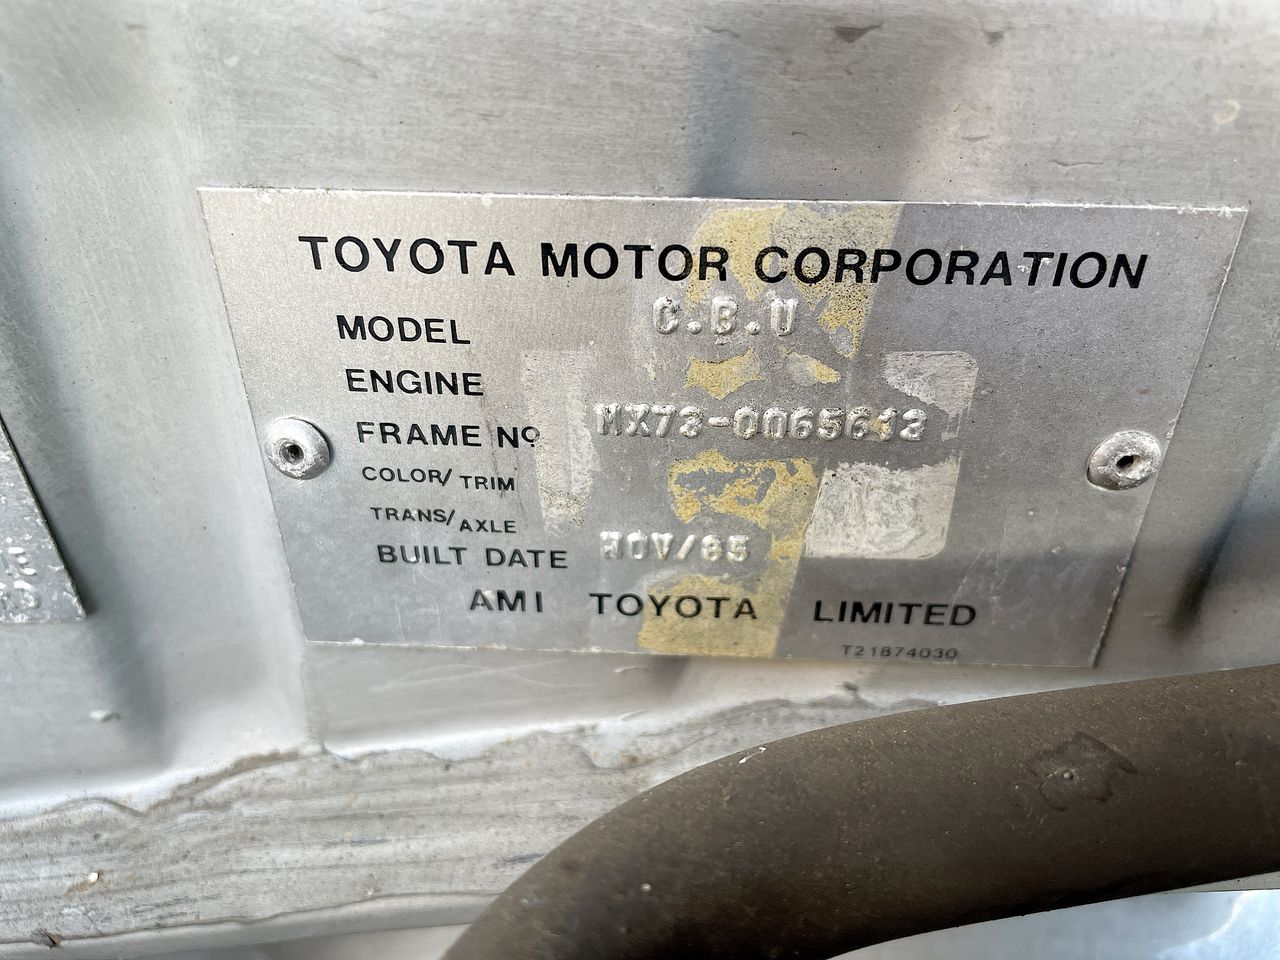 TOYOTA MOTOR CORPORATION
MODEL C.B.U
ENGINE
FRAME Nº MX73-0065613
COLOR/TRIM
TRANS/AXLE
BUILT DATE NOV/85
AMI TOYOTA LIMITED
T21874030